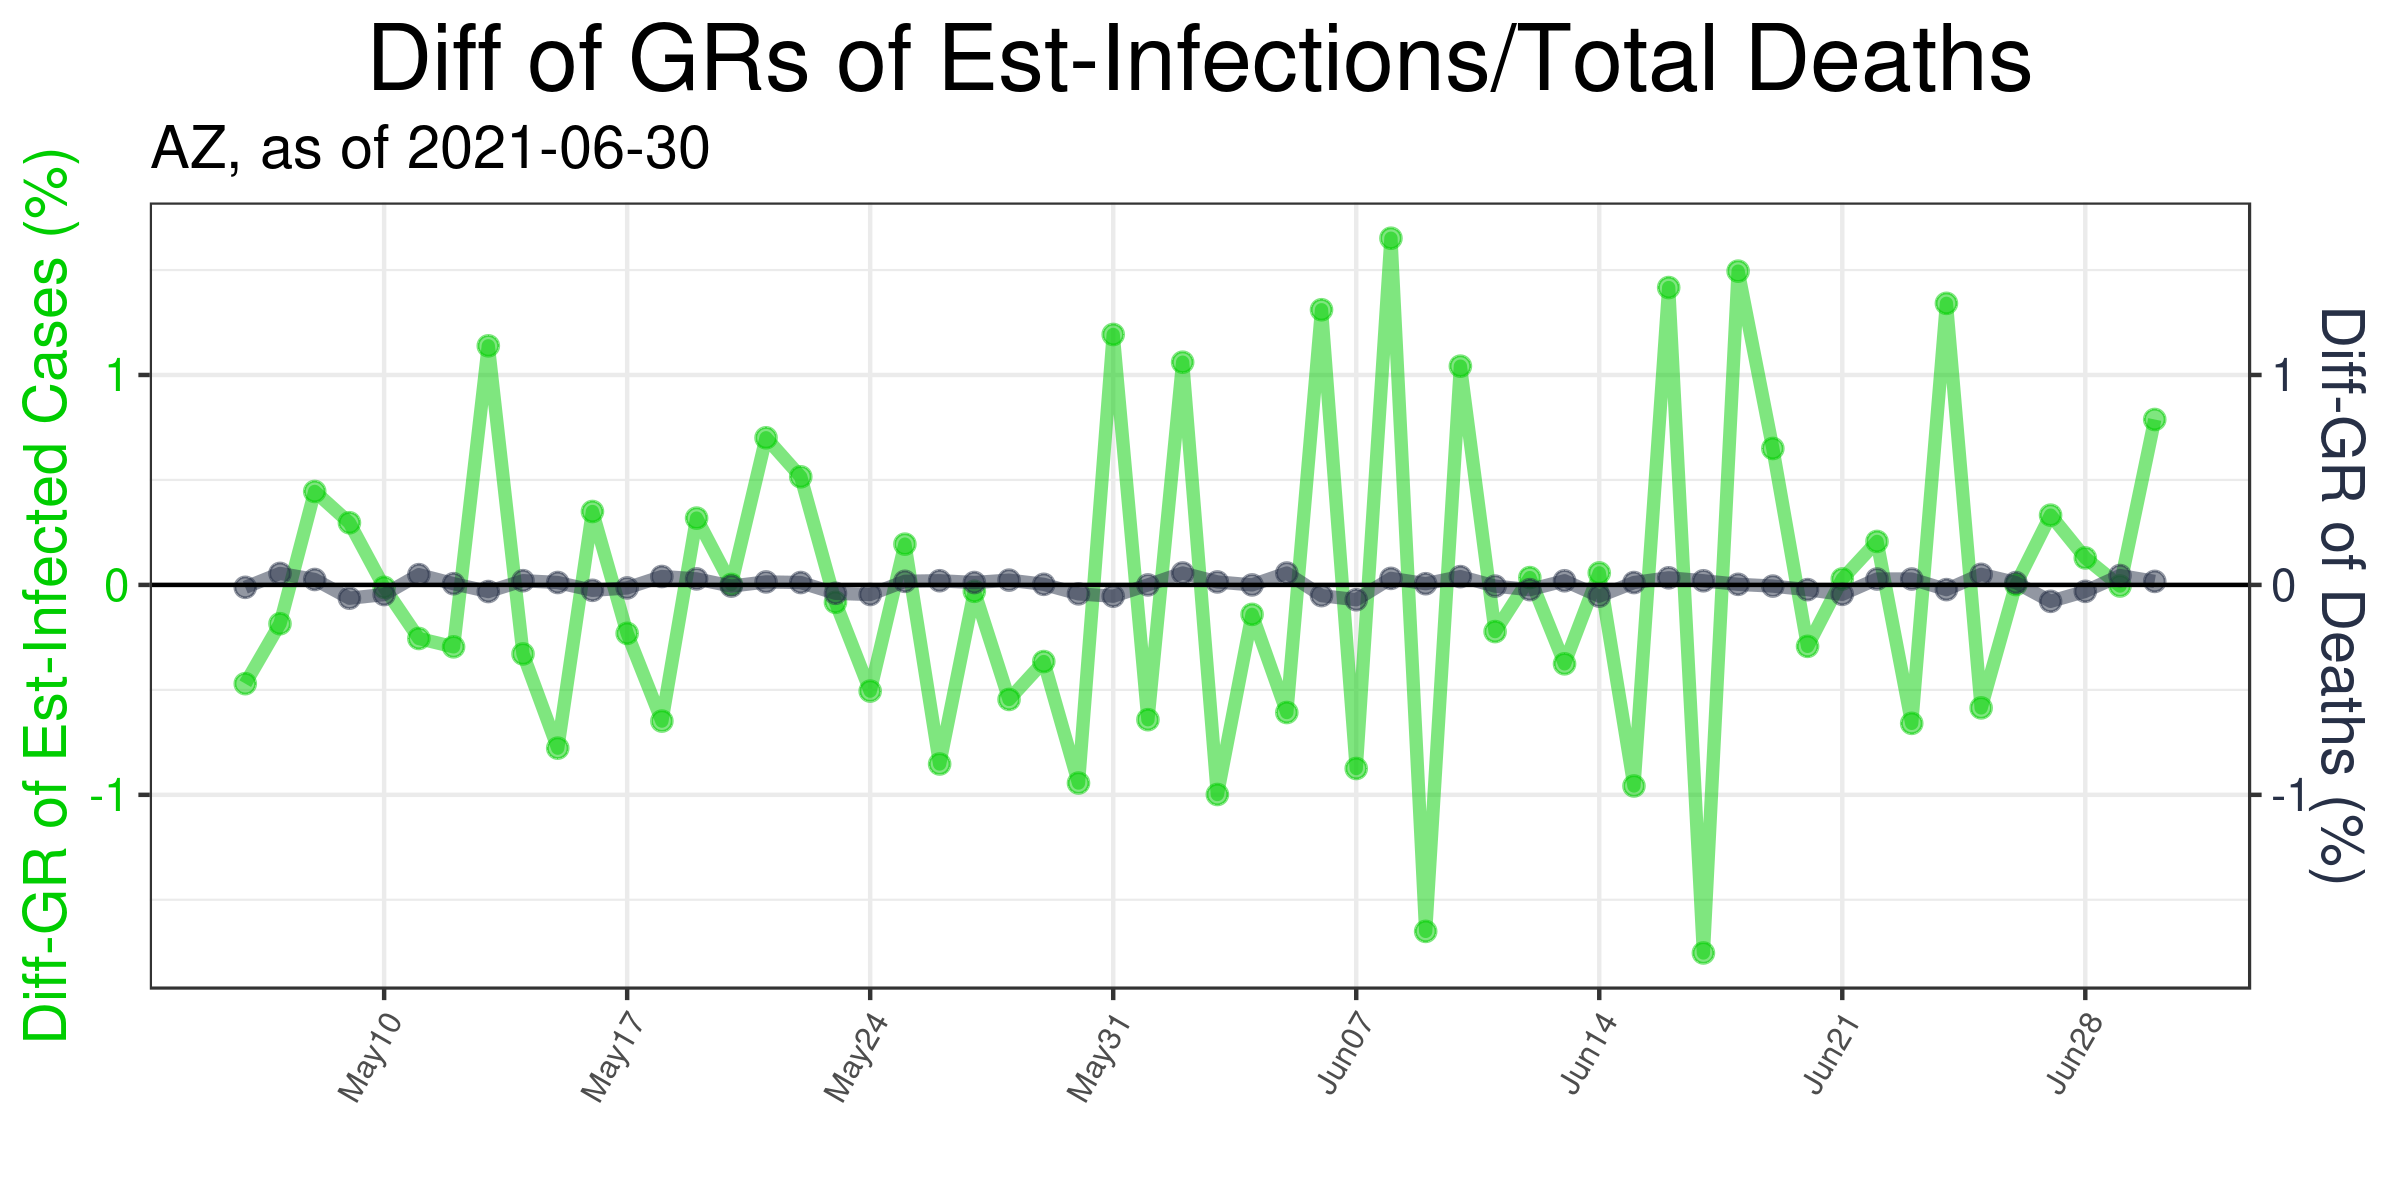 Diff of GRs of Est-Infections/Total Deaths
AZ, as of 2021-06-30
Diff-GR of Est-Infected Cases (%)
1
0
-1
1
0
-1
Diff-GR of Deaths (%)
May10
May17
May24
May31
Jun07
Jun14
Jun21
Jun28